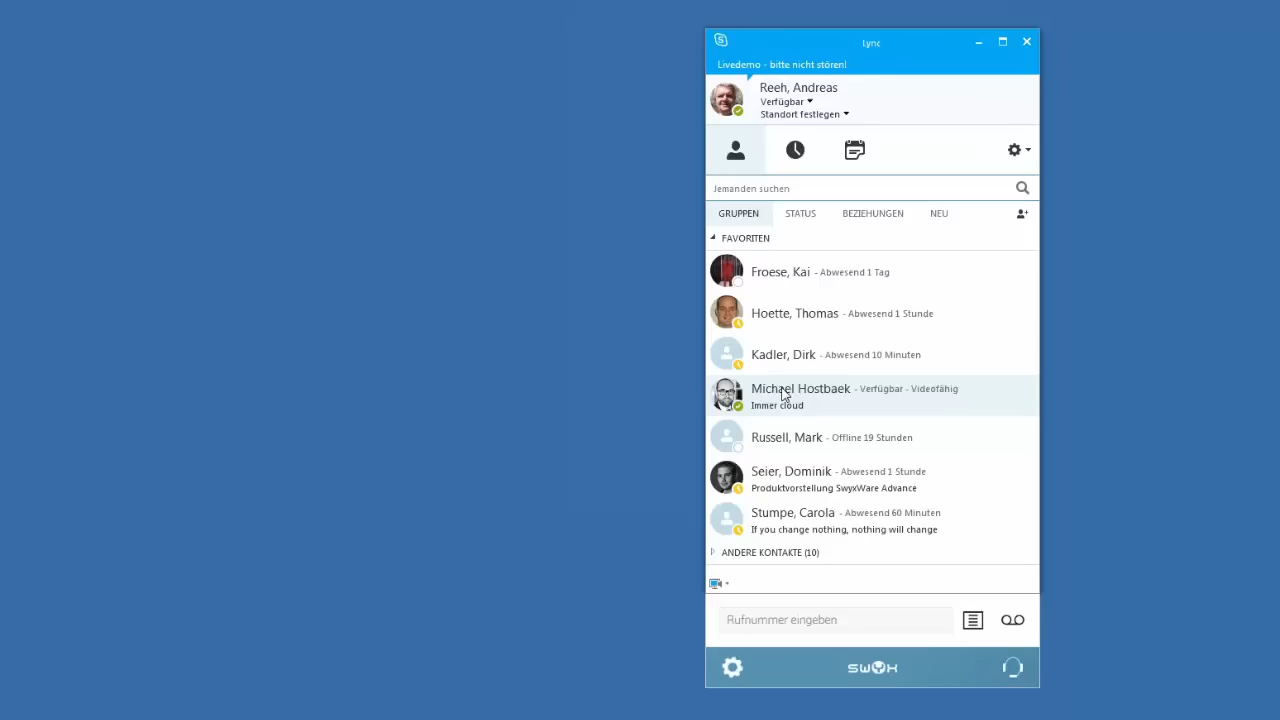 Lync
Livedemo - bitte nicht stören!
Reeh, Andreas
Verfügbar
Standort festlegen
Jemanden suchen
GRUPPEN STATUS BEZIEHUNGEN NEU
FAVORITEN
Froese, Kai - Abwesend 1 Tag
Hoette, Thomas - Abwesend 1 Stunde
Kadler, Dirk - Abwesend 10 Minuten
Michael Hostbaek - Verfügbar - Videofähig
Immer cloud
Russell, Mark - Offline 19 Stunden
Seier, Dominik - Abwesend 1 Stunde
Produktvorstellung SwyxWare Advance
Stumpe, Carola - Abwesend 60 Minuten
If you change nothing, nothing will change
ANDERE KONTAKTE (10)
Rufnummer eingeben
swyx